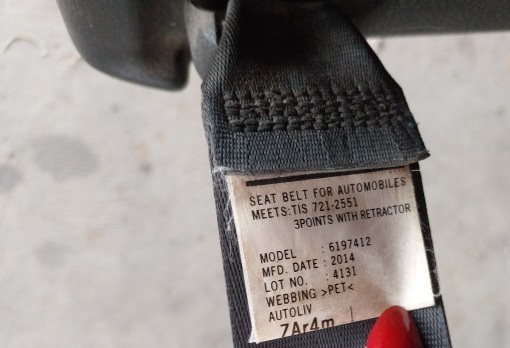 SEAT BELT FOR AUTOMOBILES
MEETS:TIS 721-2551
3POINTS WITH RETRACTOR
MODEL : 6197412
MFD. DATE : 2014
LOT NO. : 4131
WEBBING >PET<
AUTOLIV
ZAr4m